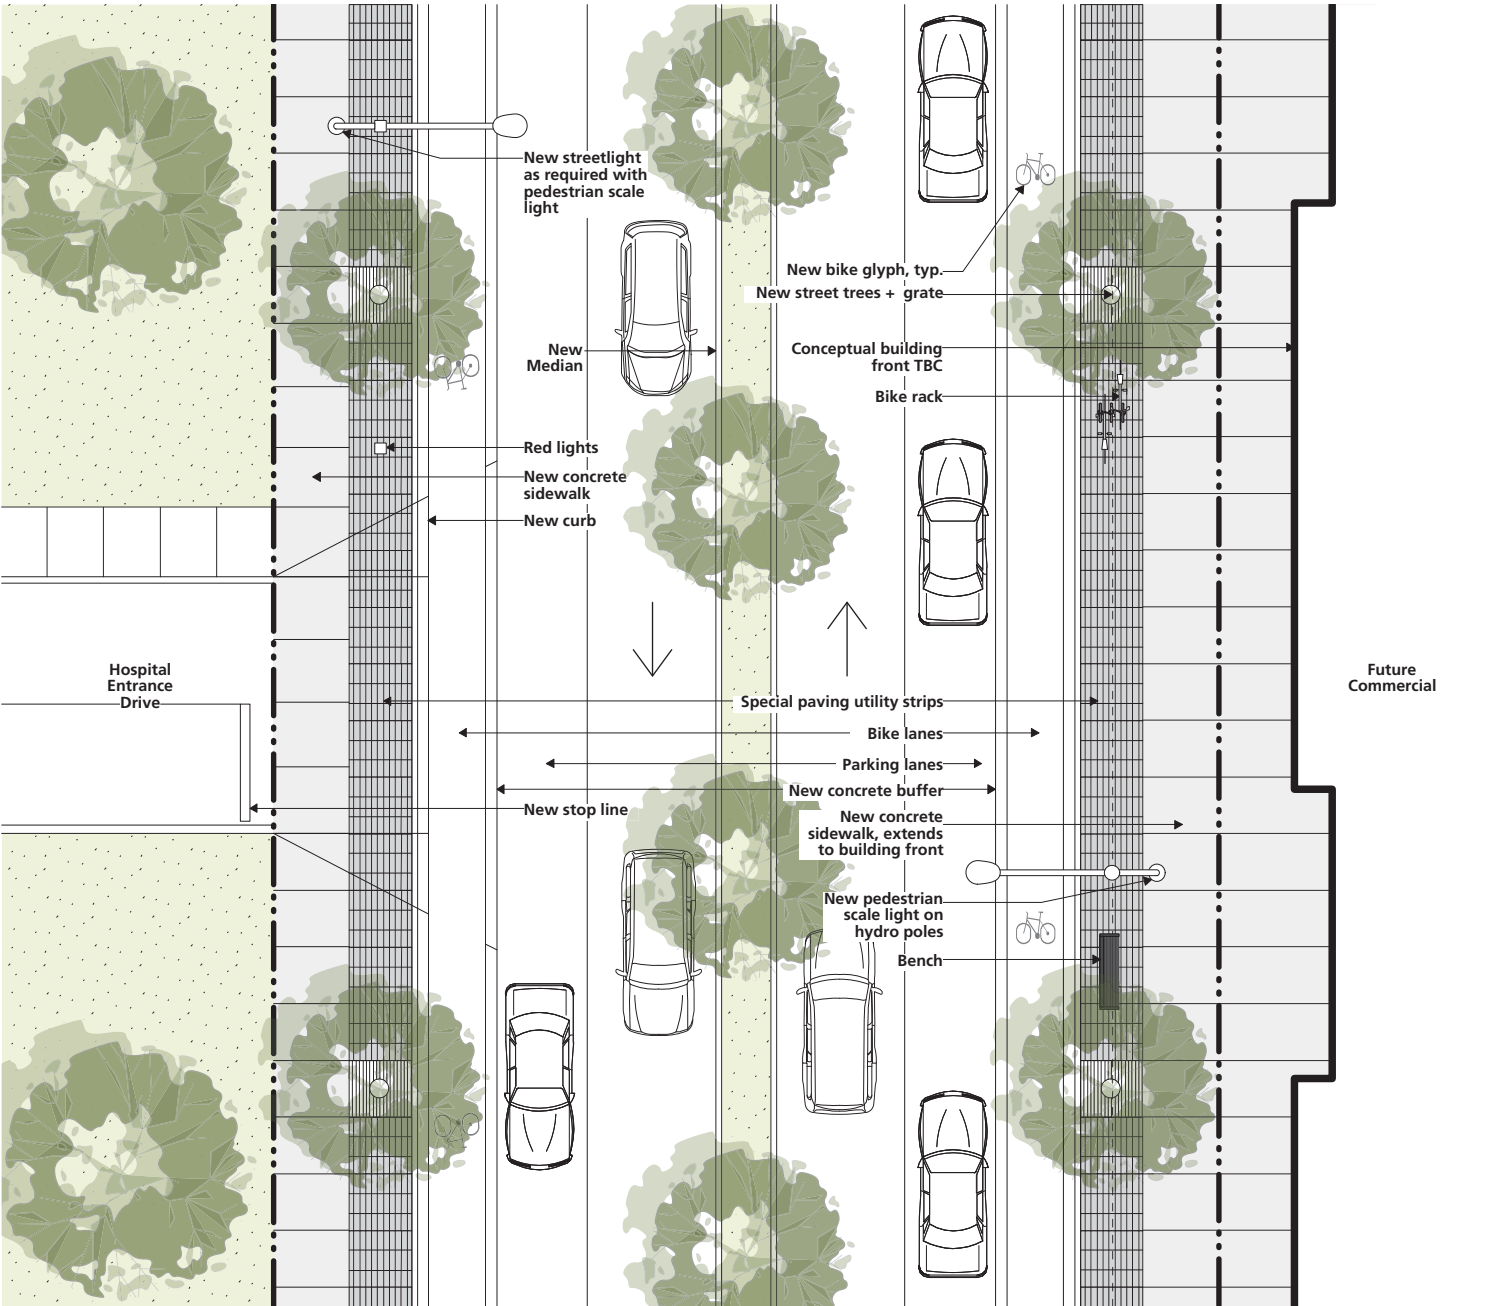 New streetlight
as required with
pedestrian scale
light
New bike glyph, typ.
New street trees + grate
New
Median
Conceptual building
front TBC
Bike rack
Red lights
New concrete
sidewalk
New curb
Hospital
Entrance
Drive
Future
Commercial
Special paving utility strips
Bike lanes
Parking lanes
New concrete buffer
New stop line
New concrete
sidewalk, extends
to building front
New pedestrian
scale light on
hydro poles
Bench